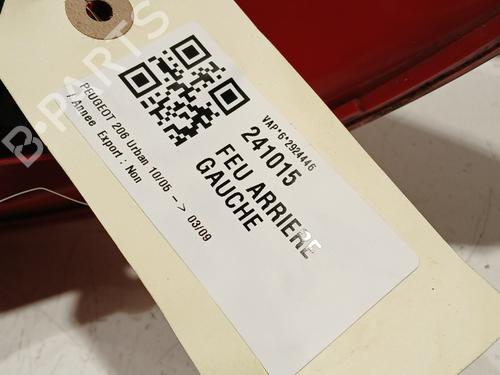 VAP*6*2924446
241015
FEU ARRIERE
GAUCHE
PEUGEOT 206 Urban 10/05 -> 03/09
/ Annee Export : Non
B-PARTS